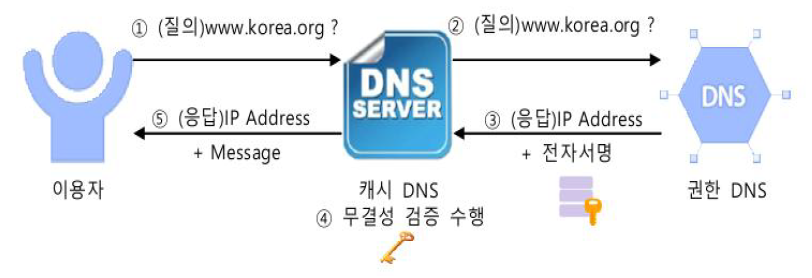 ① (질의)www.korea.org ?
② (질의)www.korea.org ?
DNS
SERVER
DNS
⑤ (응답)IP Address
+ Message
③ (응답)IP Address
+ 전자서명
이용자
캐시 DNS
권한 DNS
④ 무결성 검증 수행